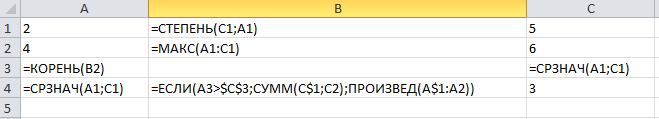 A B C
1 2 =СТЕПЕНЬ(C1;A1) 5
2 4 =МАКС(A1:C1) 6
3 =КОРЕНЬ(B2) =СРЗНАЧ(A1;C1)
4 =СРЗНАЧ(A1;C1) =ЕСЛИ(A3>$C$3;СУММ(C$1;C2);ПРОИЗВЕД(A$1:A2)) 3
5